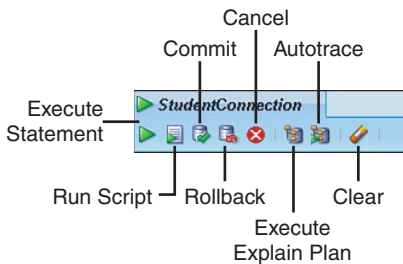 Cancel
Commit
Autotrace
StudentConnection
Execute
Statement
Run Script
Rollback
Clear
Execute
Explain Plan